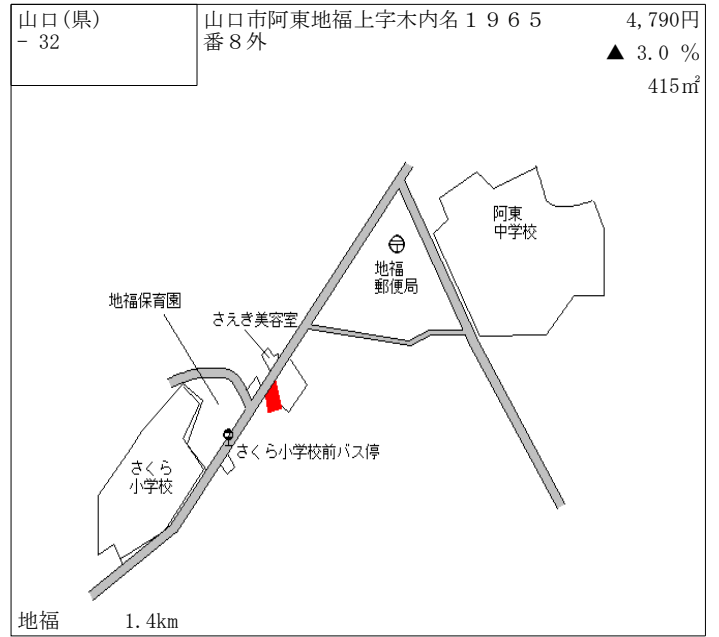 山口(県)
- 32
山口市阿東地福上字木内名１９６５
番８外
4,790円
▲ 3.0 %
415㎡
阿東
中学校
〒
地福
郵便局
地福保育園
さえき美容室
さくら小学校前バス停
さくら
小学校
地福 1.4km